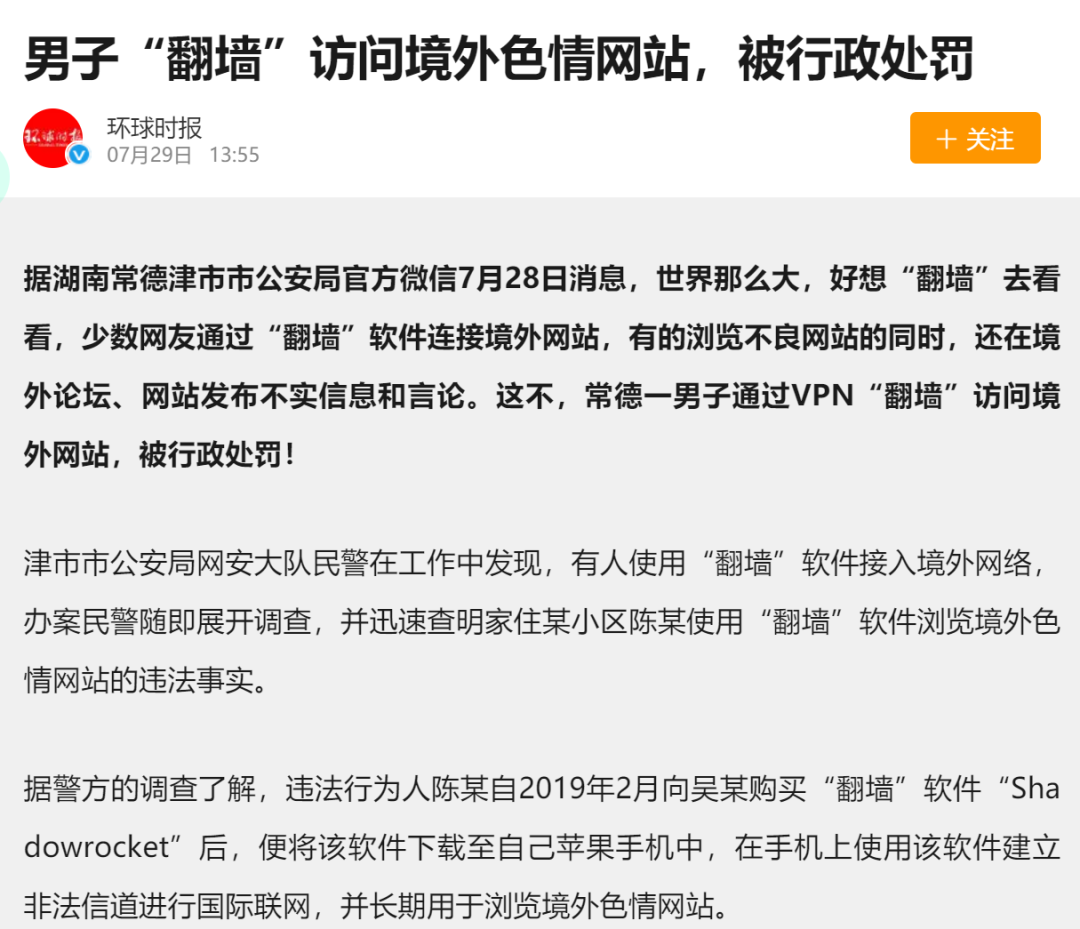 男子“翻墙”访问境外色情网站，被行政处罚
环球时报
环球时报
07月29日 13:55
＋ 关注
据湖南常德津市市公安局官方微信7月28日消息，世界那么大，好想“翻墙”去看
看，少数网友通过“翻墙”软件连接境外网站，有的浏览不良网站的同时，还在境
外论坛、网站发布不实信息和言论。这不，常德一男子通过VPN“翻墙”访问境
外网站，被行政处罚！
津市市公安局网安大队民警在工作中发现，有人使用“翻墙”软件接入境外网络，
办案民警随即展开调查，并迅速查明家住某小区陈某使用“翻墙”软件浏览境外色
情网站的违法事实。
据警方的调查了解，违法行为人陈某自2019年2月向吴某购买“翻墙”软件“Sha
dowrocket”后，便将该软件下载至自己苹果手机中，在手机上使用该软件建立
非法信道进行国际联网，并长期用于浏览境外色情网站。